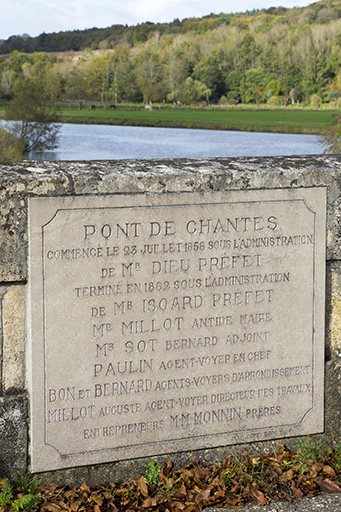 PONT DE CHANTES
COMMENCÉ LE 23 JUILLET 1858 SOUS L'ADMINISTRATION
DE MR DIEU PRÉFET
TERMINÉ EN 1862 SOUS L'ADMINISTRATION
DE MR ISOARD PRÉFET
MR MILLOT ANTIDE MAIRE
MR SOT BERNARD ADJOINT
PAULIN AGENT-VOYER EN CHEF
BON ET BERNARD AGENTS-VOYERS D'ARRONDISSEMENT
MILLOT AUGUSTE AGENT-VOYER DIRECTEUR DES TRAVAUX
ENTREPRENEURS M.M. MONNIN FRÈRES